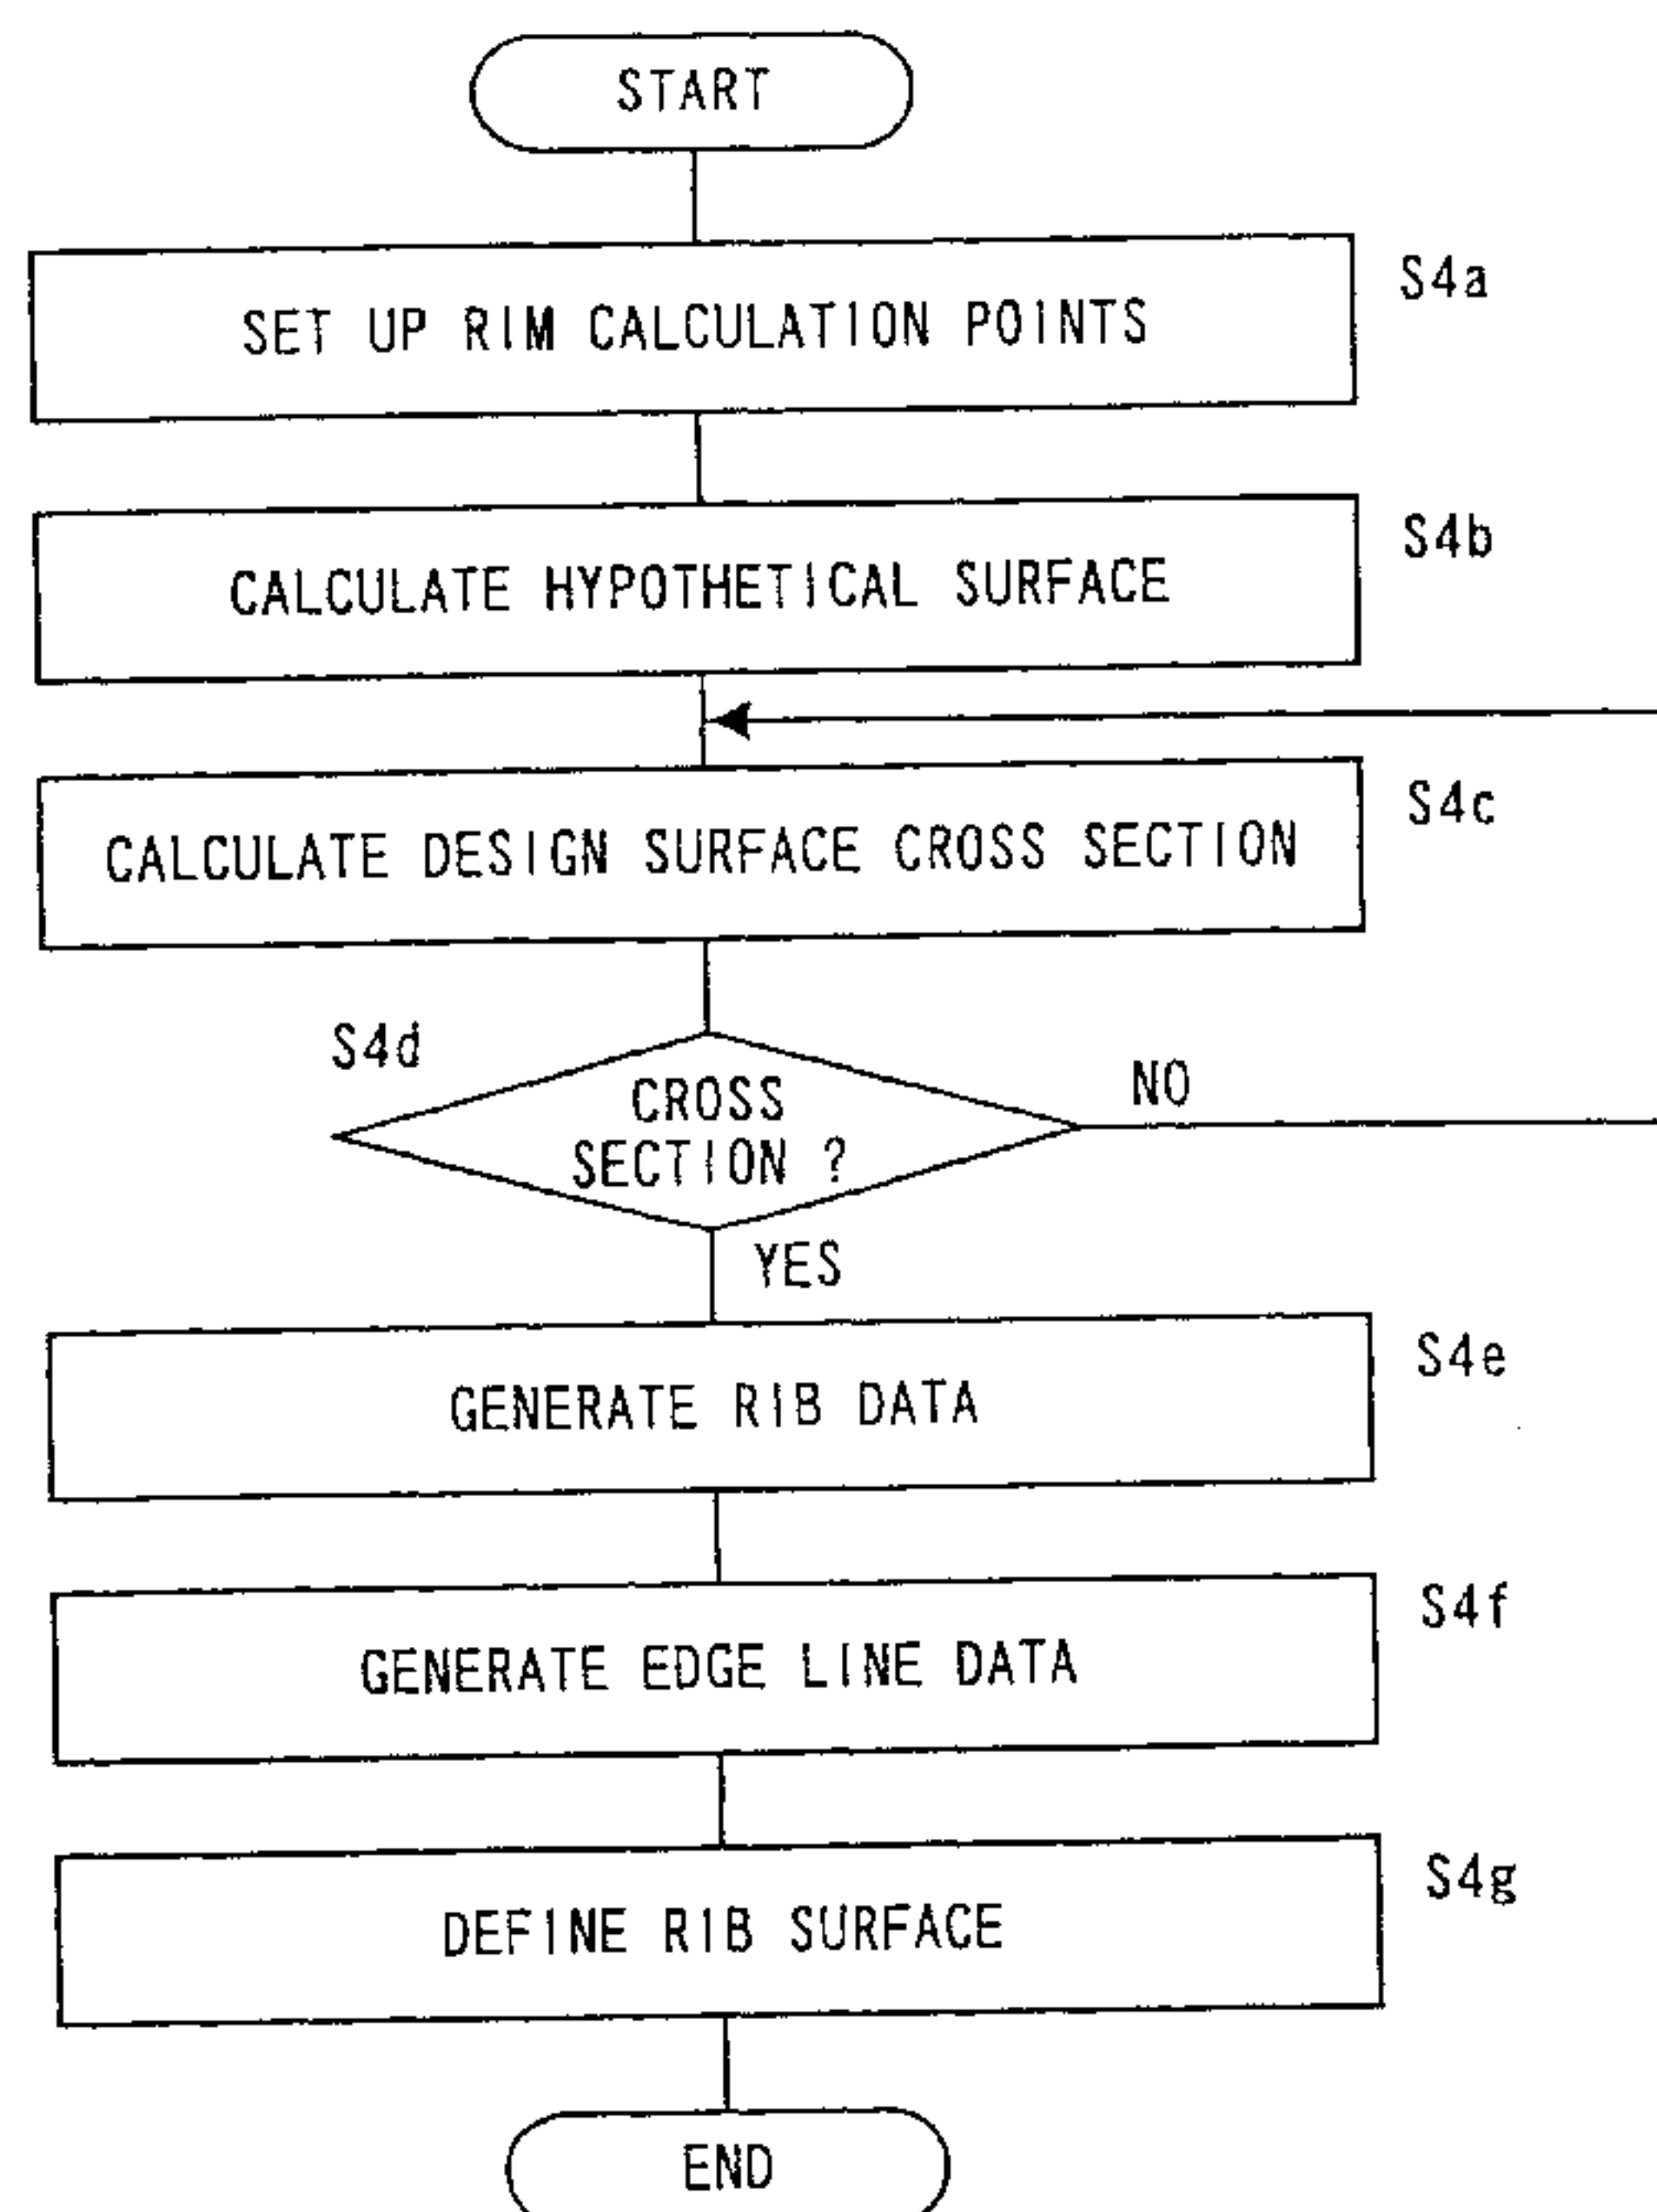 START
SET UP RIM CALCULATION POINTS
S4a
CALCULATE HYPOTHETICAL SURFACE
S4b
CALCULATE DESIGN SURFACE CROSS SECTION
S4c
S4d
CROSS
SECTION ?
NO
YES
GENERATE RIB DATA
S4e
GENERATE EDGE LINE DATA
S4f
DEFINE RIB SURFACE
S4g
END